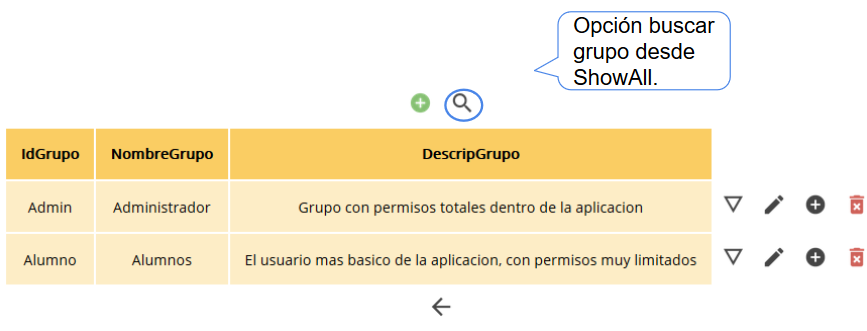 Opción buscar
grupo desde
ShowAll.
IdGrupo NombreGrupo DescripGrupo
Admin Administrador Grupo con permisos totales dentro de la aplicacion
Alumno Alumnos El usuario mas basico de la aplicacion, con permisos muy limitados